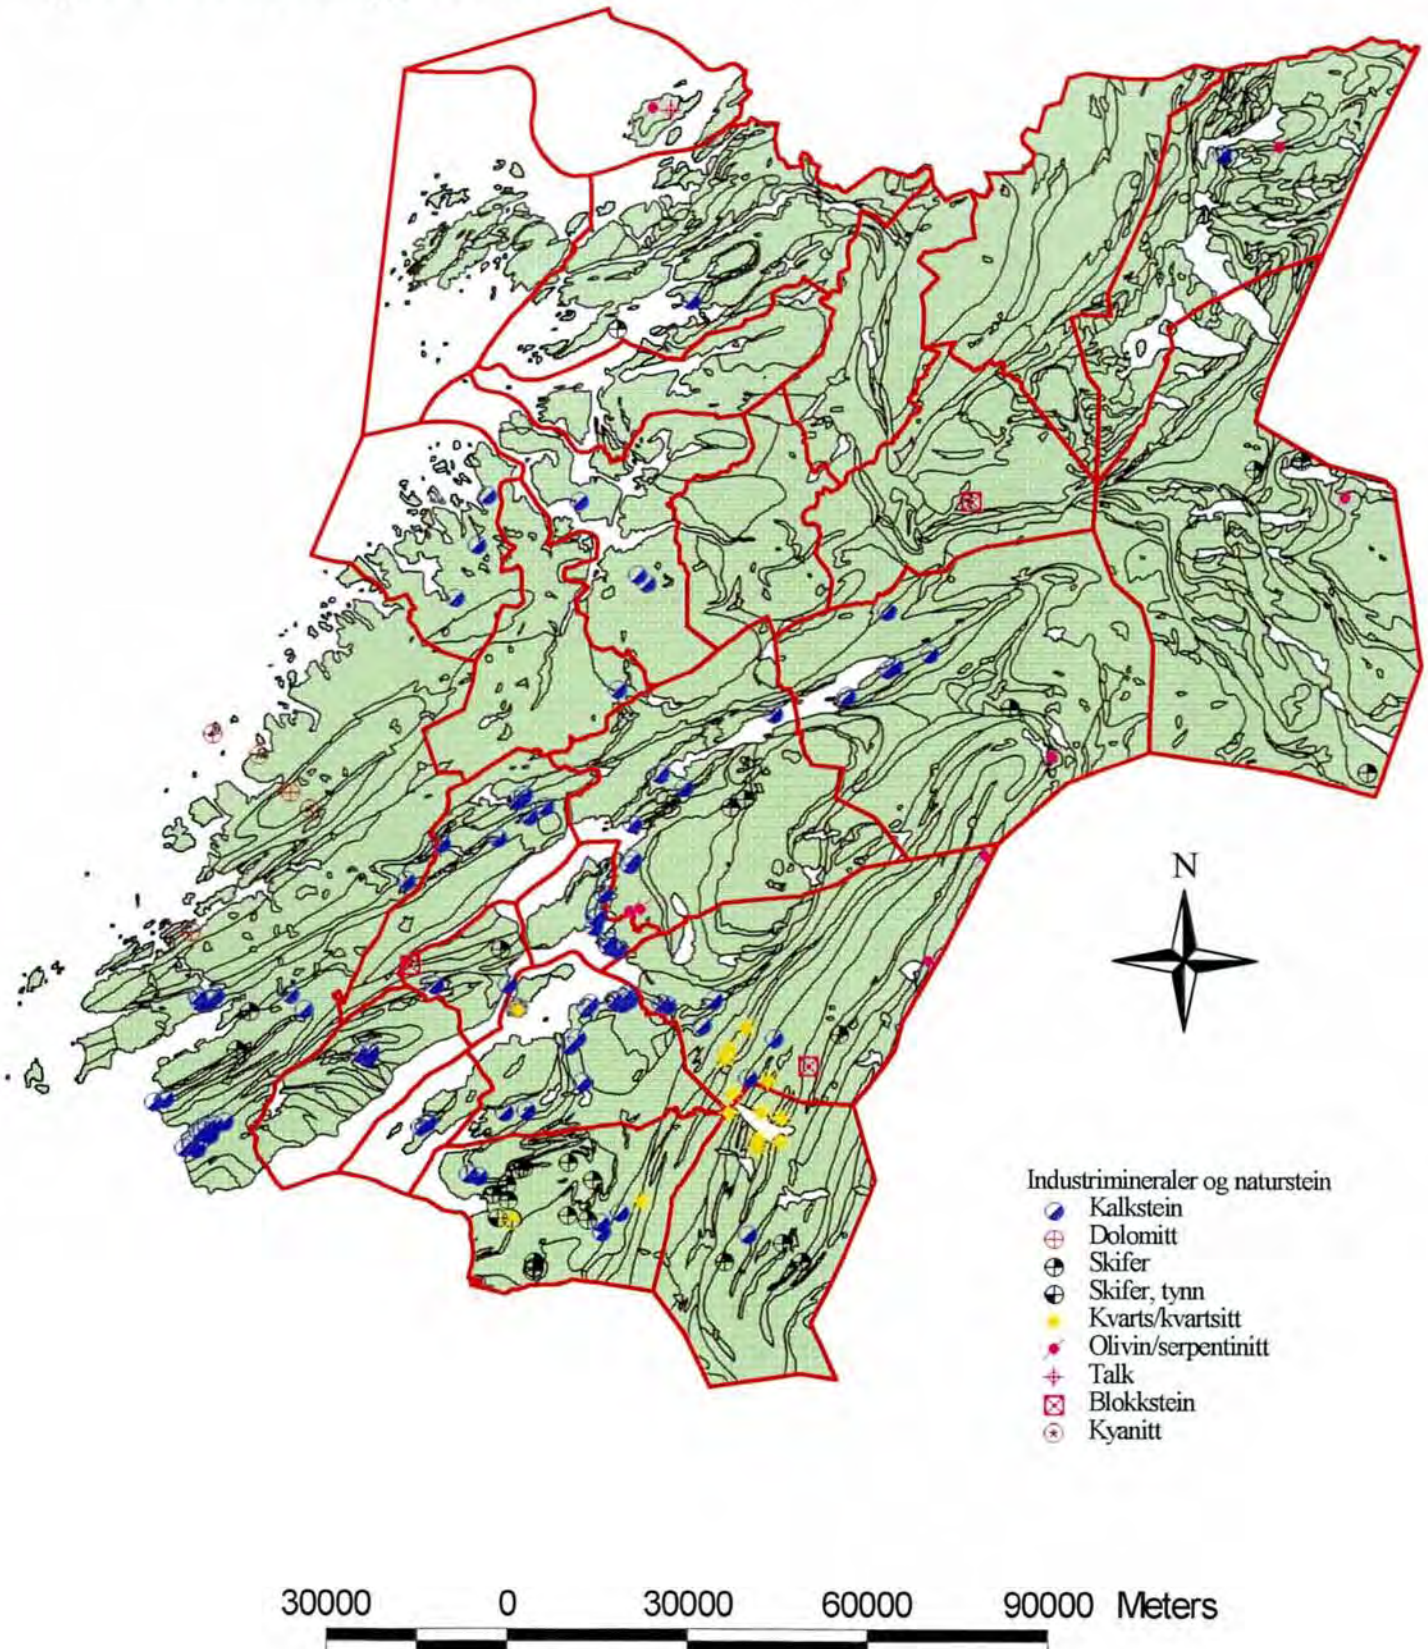 N
Industrimineraler og naturstein
Kalkstein
Dolomitt
Skifer
Skifer, tynn
Kvarts/kvartsitt
Olivin/serpentinitt
Talk
Blokkstein
Kyanitt
30000 0 30000 60000 90000 Meters